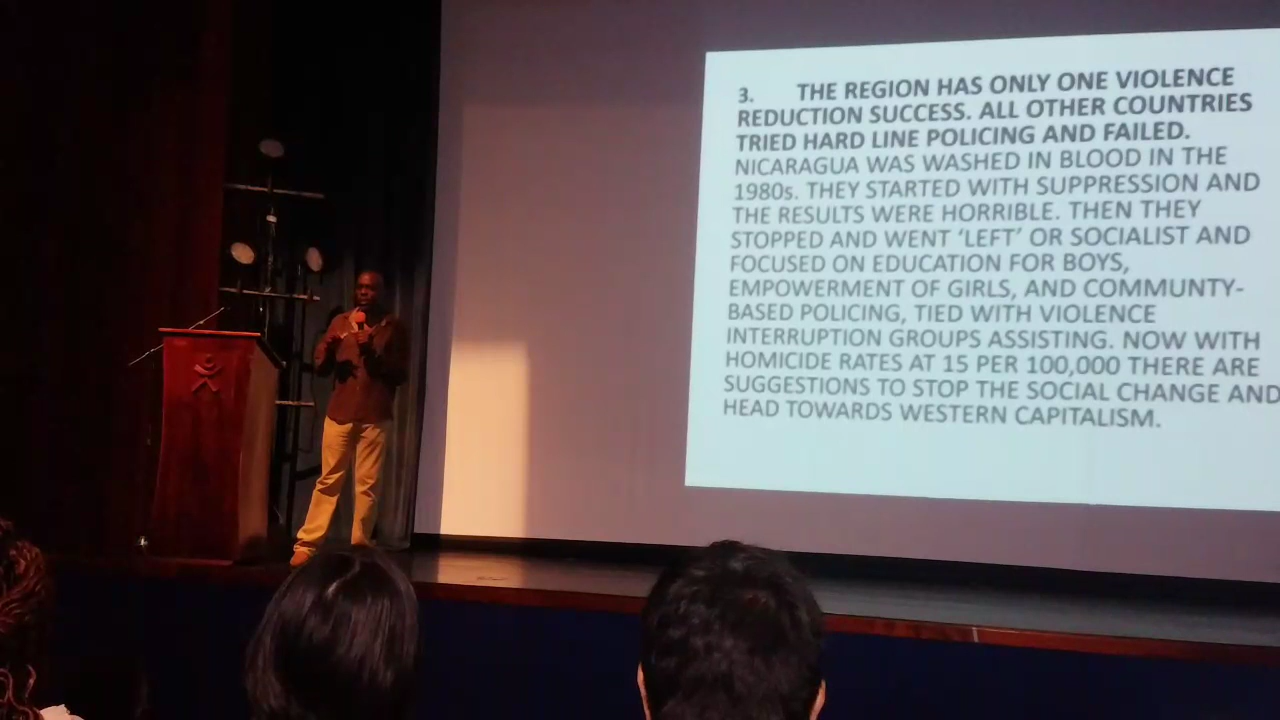 3. THE REGION HAS ONLY ONE VIOLENCE
REDUCTION SUCCESS. ALL OTHER COUNTRIES
TRIED HARD LINE POLICING AND FAILED.
NICARAGUA WAS WASHED IN BLOOD IN THE
1980s. THEY STARTED WITH SUPPRESSION AND
THE RESULTS WERE HORRIBLE. THEN THEY
STOPPED AND WENT ‘LEFT’ OR SOCIALIST AND
FOCUSED ON EDUCATION FOR BOYS,
EMPOWERMENT OF GIRLS, AND COMMUNTY-
BASED POLICING, TIED WITH VIOLENCE
INTERRUPTION GROUPS ASSISTING. NOW WITH
HOMICIDE RATES AT 15 PER 100,000 THERE ARE
SUGGESTIONS TO STOP THE SOCIAL CHANGE AND
HEAD TOWARDS WESTERN CAPITALISM.